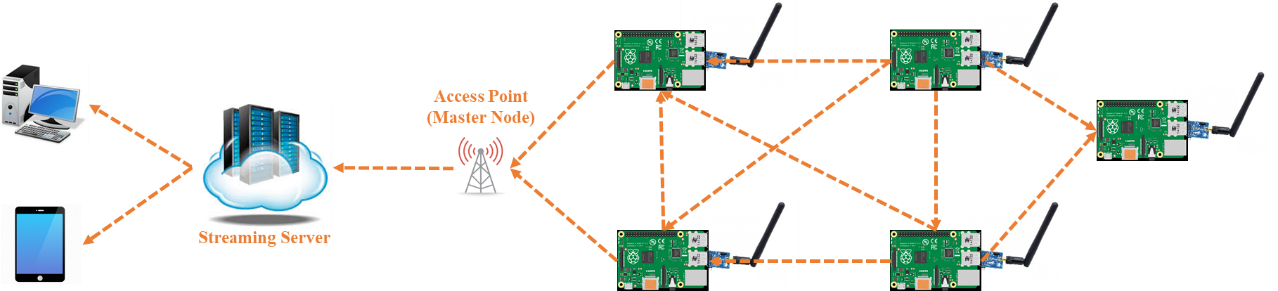 Access Point
(Master Node)
Streaming Server